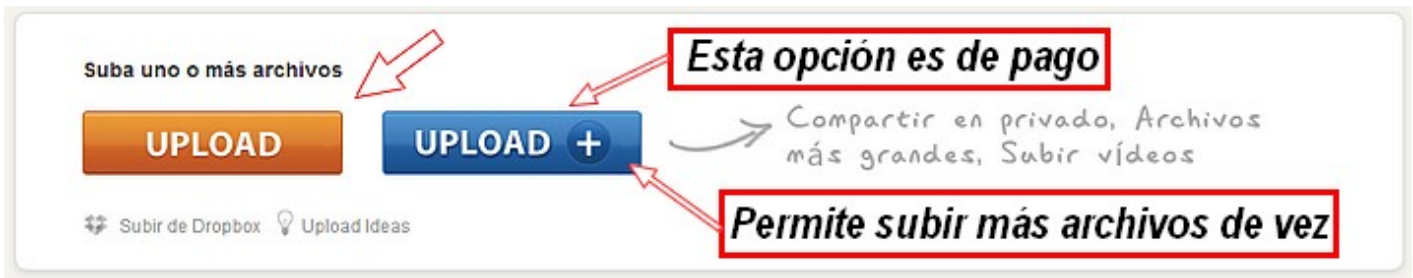 Esta opción es de pago
Suba uno o más archivos
UPLOAD
UPLOAD +
Compartir en privado, Archivos
más grandes, Subir vídeos
Permite subir más archivos de vez
Subir de Dropbox
Upload Ideas